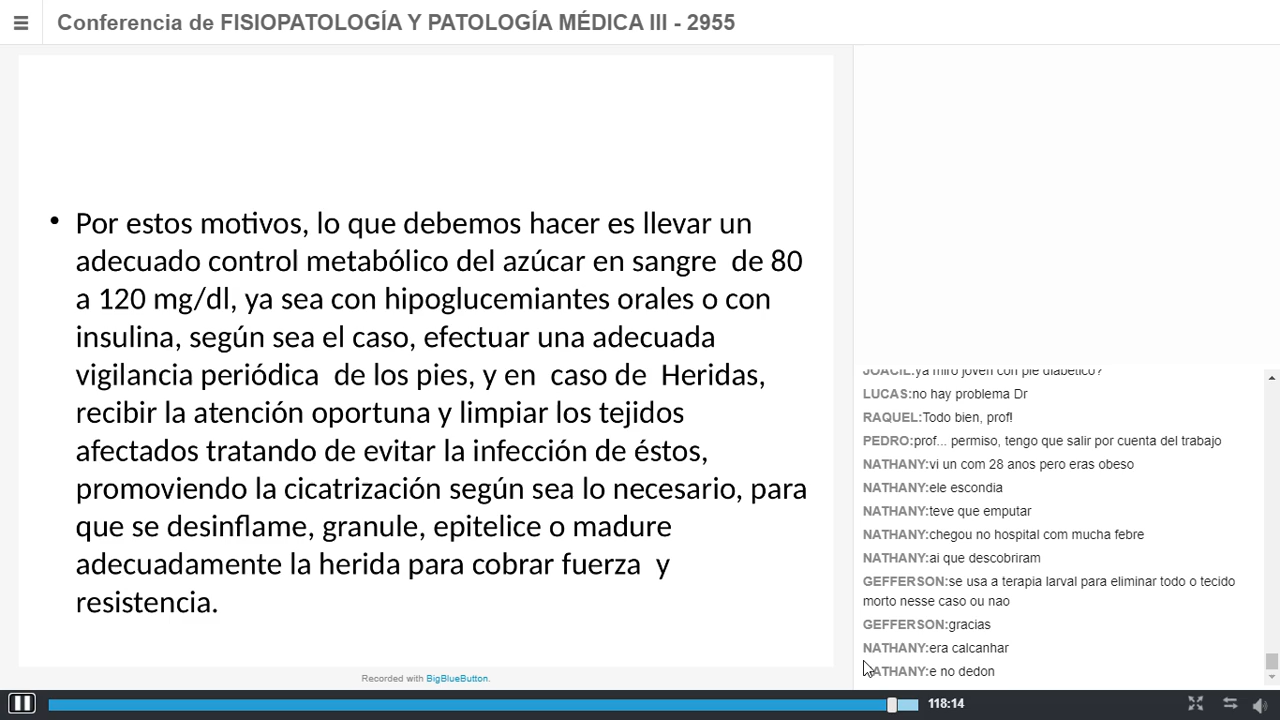 Conferencia de FISIOPATOLOGÍA Y PATOLOGÍA MÉDICA III - 2955
• Por estos motivos, lo que debemos hacer es llevar un
adecuado control metabólico del azúcar en sangre de 80
a 120 mg/dl, ya sea con hipoglucemiantes orales o con
insulina, según sea el caso, efectuar una adecuada
vigilancia periódica de los pies, y en caso de Heridas,
recibir la atención oportuna y limpiar los tejidos
afectados tratando de evitar la infección de éstos,
promoviendo la cicatrización según sea lo necesario, para
que se desinflame, granule, epitelice o madure
adecuadamente la herida para cobrar fuerza y
resistencia.
Recorded with BigBlueButton.
JOACIL:ya miro joven con pie diabetico?
LUCAS:no hay problema Dr
RAQUEL:Todo bien, prof!
PEDRO:prof... permiso, tengo que salir por cuenta del trabajo
NATHANY:vi un com 28 anos pero eras obeso
NATHANY:ele escondia
NATHANY:teve que emputar
NATHANY:chegou no hospital com mucha febre
NATHANY:ai que descobriram
GEFFERSON:se usa a terapia larval para eliminar todo o tecido
morto nesse caso ou nao
GEFFERSON:gracias
NATHANY:era calcanhar
NATHANY:e no dedon
118:14